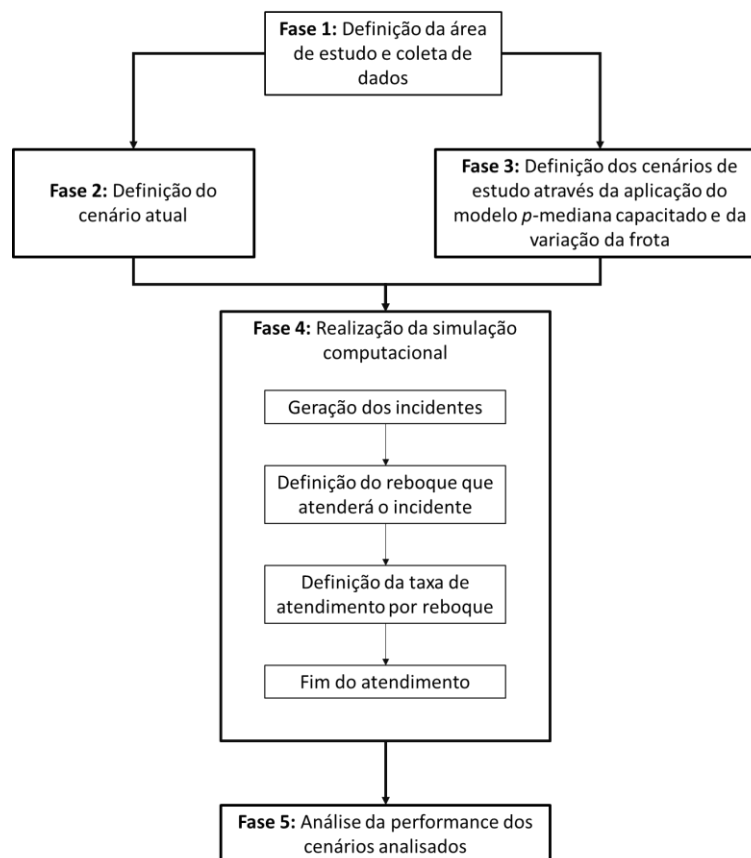 Fase 1: Definição da área
de estudo e coleta de
dados
Fase 2: Definição do
cenário atual
Fase 3: Definição dos cenários de
estudo através da aplicação do
modelo p-mediana capacitado e da
variação da frota
Fase 4: Realização da simulação
computacional
Geração dos incidentes
Definição do reboque que
atenderá o incidente
Definição da taxa de
atendimento por reboque
Fim do atendimento
Fase 5: Análise da performance dos
cenários analisados